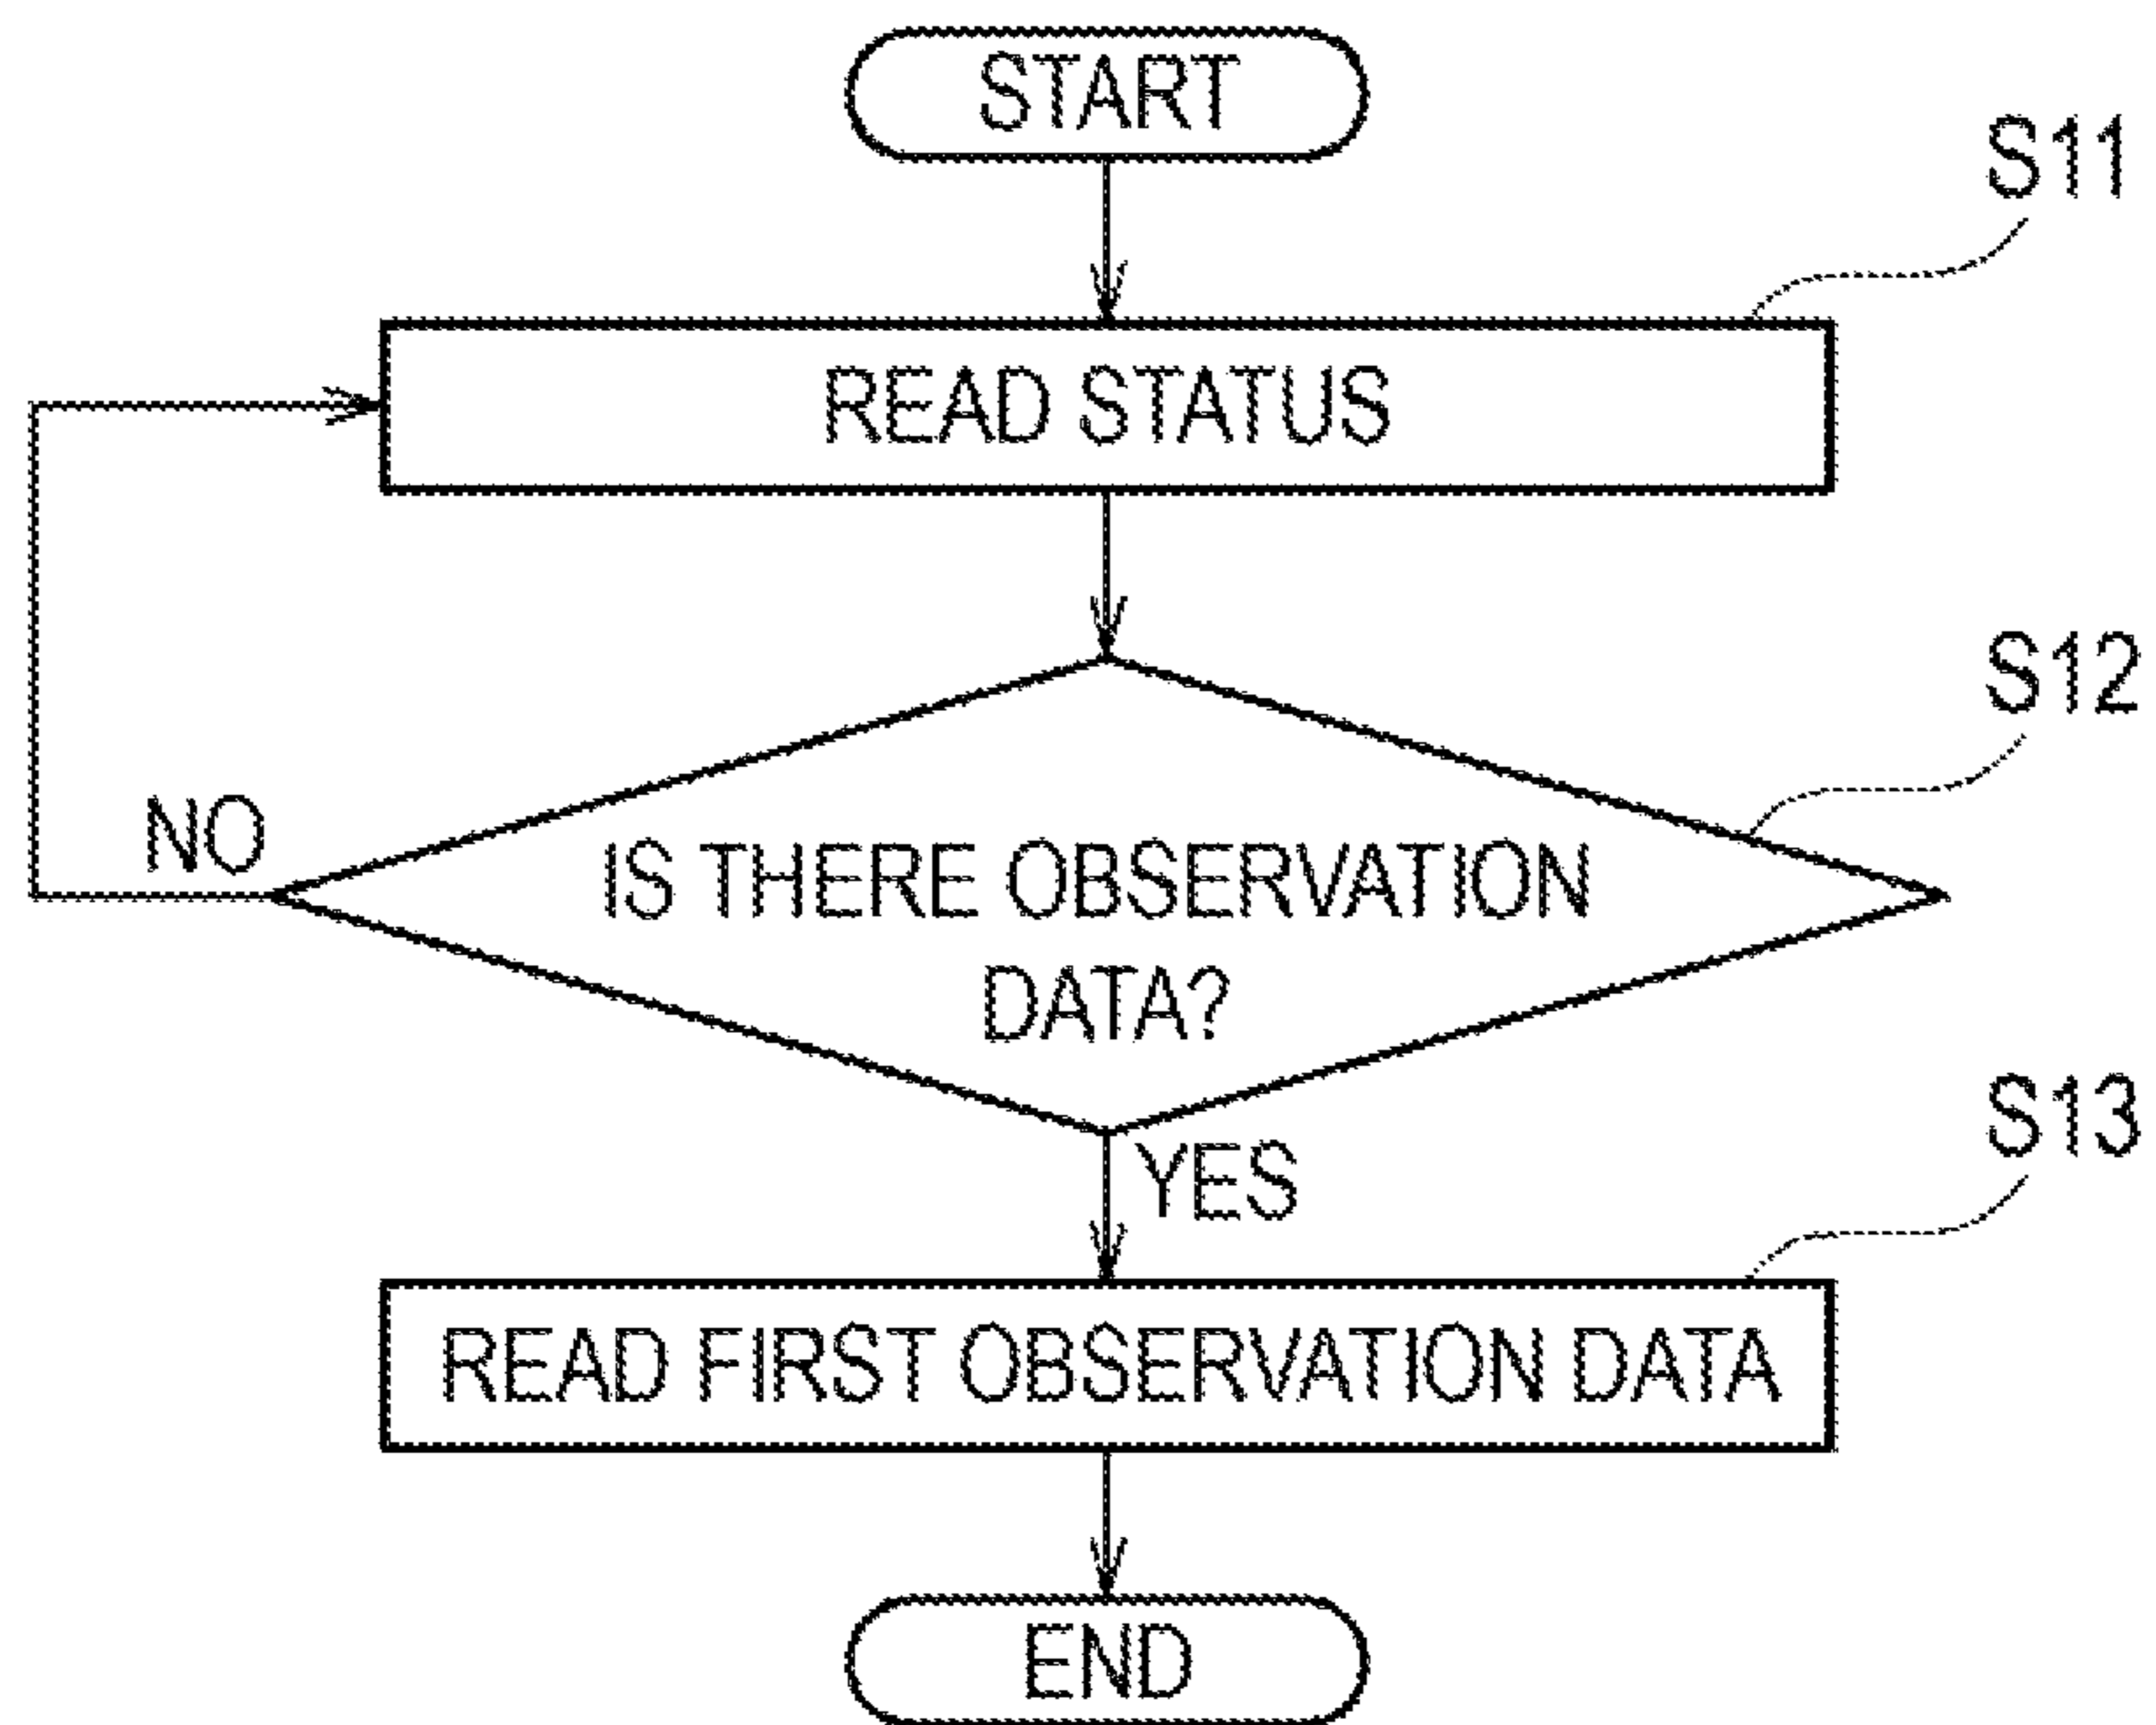 START
S11
READ STATUS
S12
NO
IS THERE OBSERVATION
DATA?
YES
S13
READ FIRST OBSERVATION DATA
END